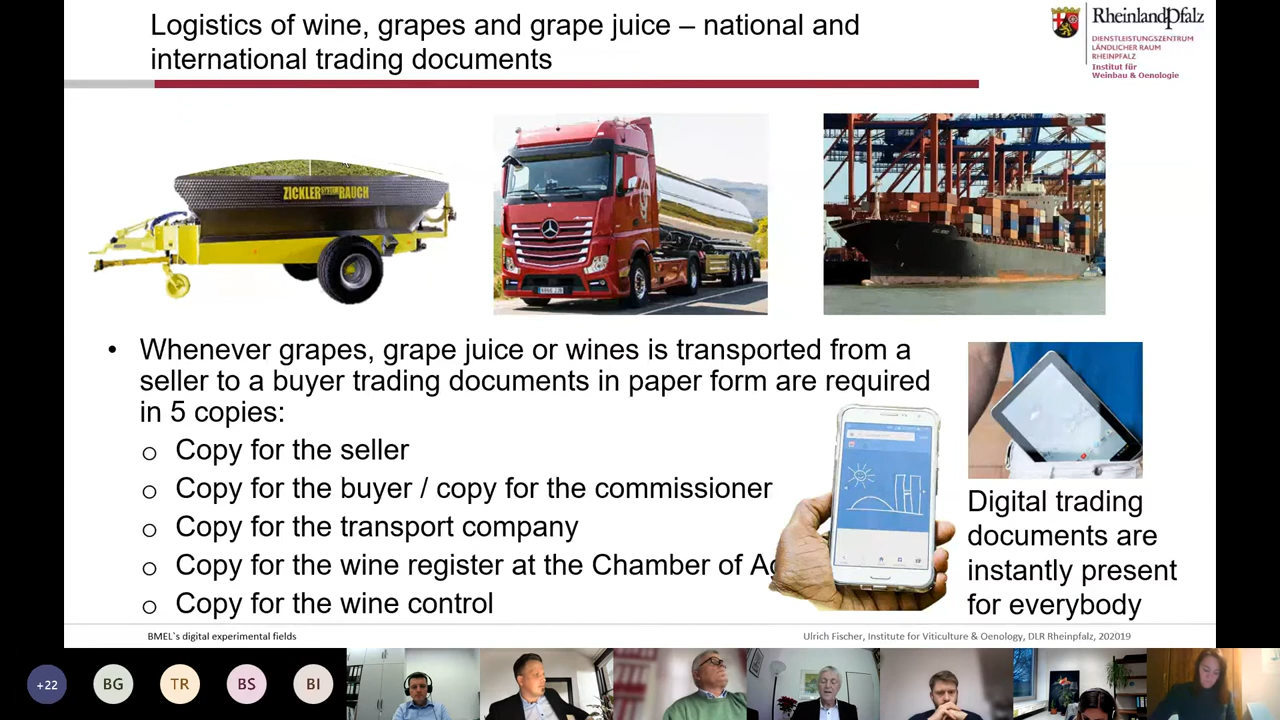 Logistics of wine, grapes and grape juice – national and
international trading documents
RheinlandPfalz
DIENSTLEISTUNGSZENTRUM
LÄNDLICHER RAUM
RHEINPFALZ
Institut für
Weinbau & Oenologie
ZICKLER SYSTEM RAUCH
• Whenever grapes, grape juice or wines is transported from a
seller to a buyer trading documents in paper form are required
in 5 copies:
o Copy for the seller
o Copy for the buyer / copy for the commissioner
o Copy for the transport company
o Copy for the wine register at the Chamber of
o Copy for the wine control
Digital trading
documents are
instantly present
for everybody
BMEL`s digital experimental fields
Ulrich Fischer, Institute for Viticulture & Oenology, DLR Rheinpfalz, 202019
+22
BG
TR
BS
BI